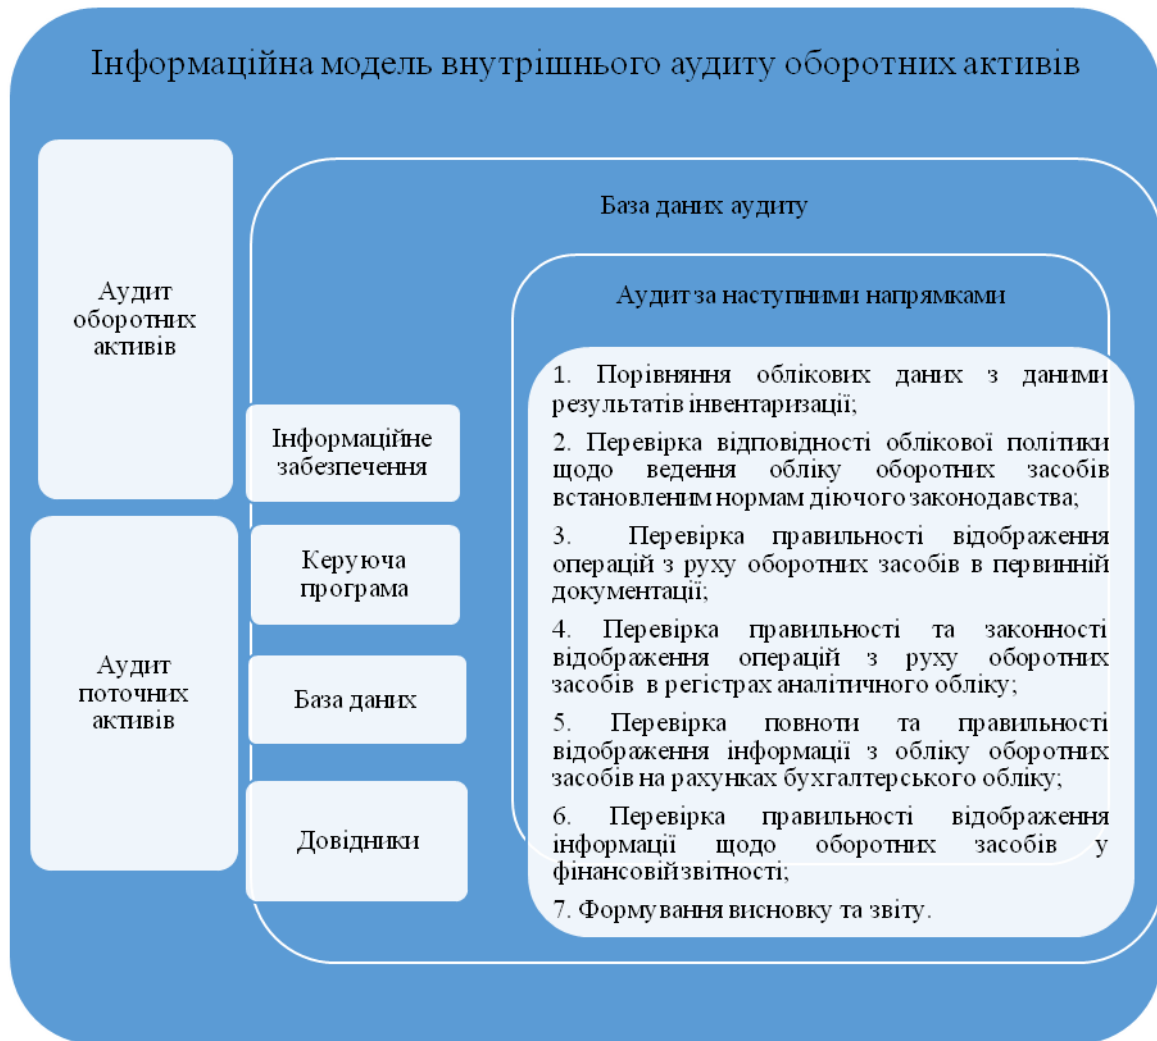 Інформаційна модель внутрішнього аудиту оборотних активів
База даних аудиту
Аудит за наступними напрямками
Аудит
оборотних
активів
Аудит
поточних
активів
Інформаційне
забезпечення
Керуюча
програма
База даних
Довідники
1. Порівняння облікових даних з даними
результатів інвентаризації;
2. Перевірка відповідності облікової політики
щодо ведення обліку оборотних засобів
встановленим нормам діючого законодавства;
3. Перевірка правильності відображення
операцій з руху оборотних засобів в первинній
документації;
4. Перевірка правильності та законності
відображення операцій з руху оборотних
засобів в регістрах аналітичного обліку;
5. Перевірка повноти та правильності
відображення інформації з обліку оборотних
засобів на рахунках бухгалтерського обліку;
6. Перевірка правильності відображення
інформації щодо оборотних засобів у
фінансовій звітності;
7. Формування висновку та звіту.